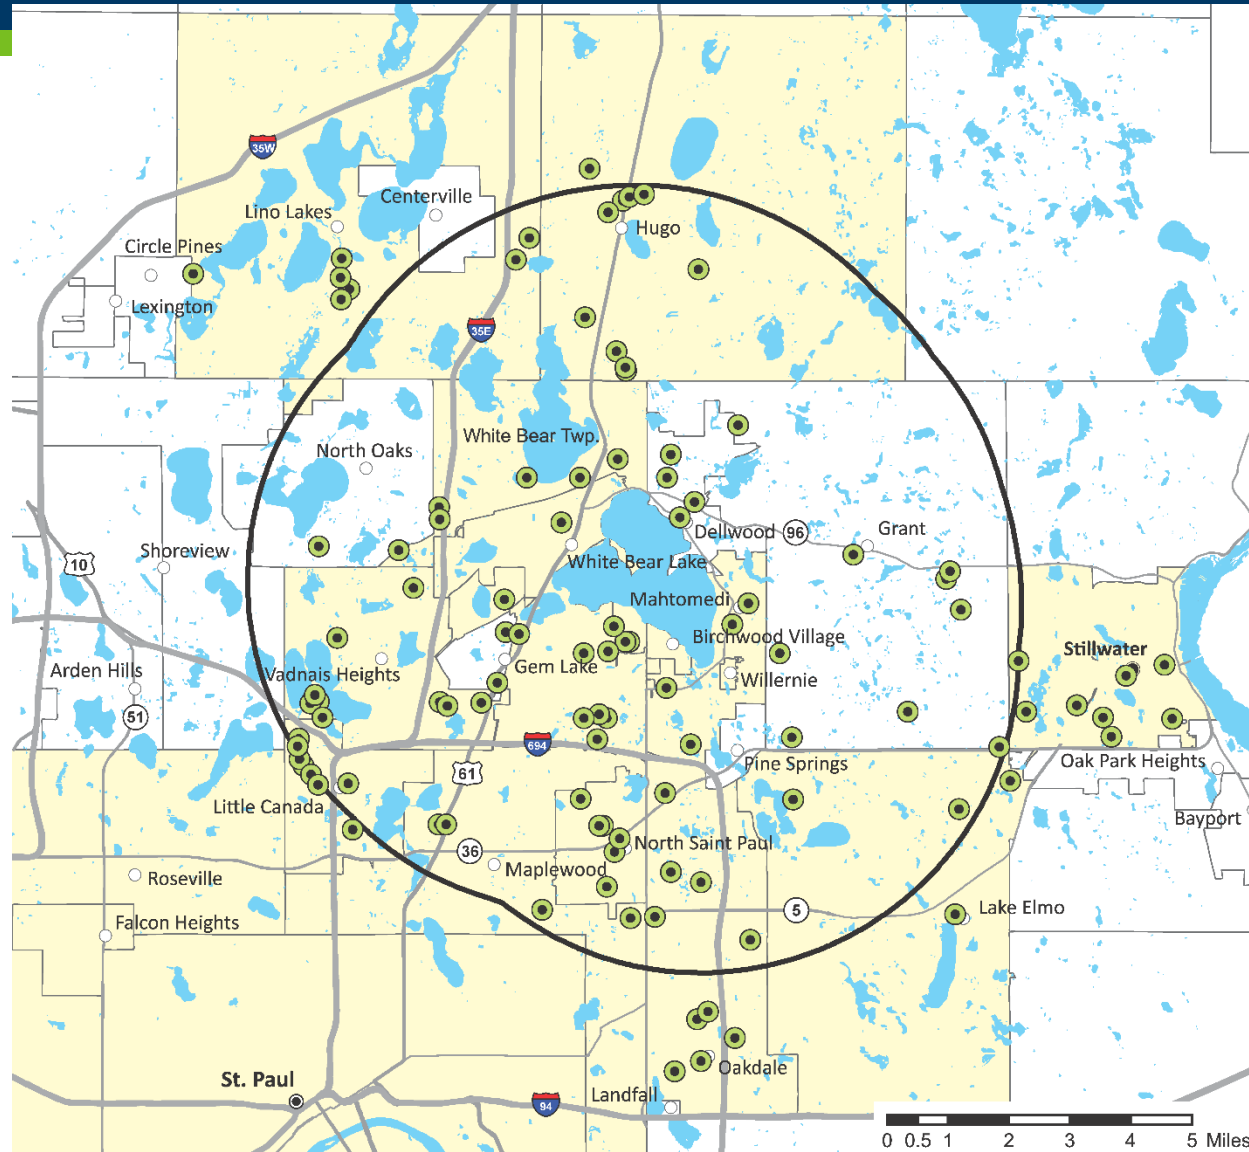 35W
Centerville
Lino Lakes
Hugo
Circle Pines
Lexington
35E
White Bear Twp.
North Oaks
Dellwood
96
Grant
10
Shoreview
White Bear Lake
Mahtomedi
Birchwood Village
Stillwater
Arden Hills
Vadnais Heights
Gem Lake
Willernie
51
694
Pine Springs
Oak Park Heights
61
Little Canada
Bayport
36
North Saint Paul
Maplewood
Roseville
5
Lake Elmo
Falcon Heights
Oakdale
St. Paul
Landfall
94
0 0.5 1 2 3 4 5 Miles